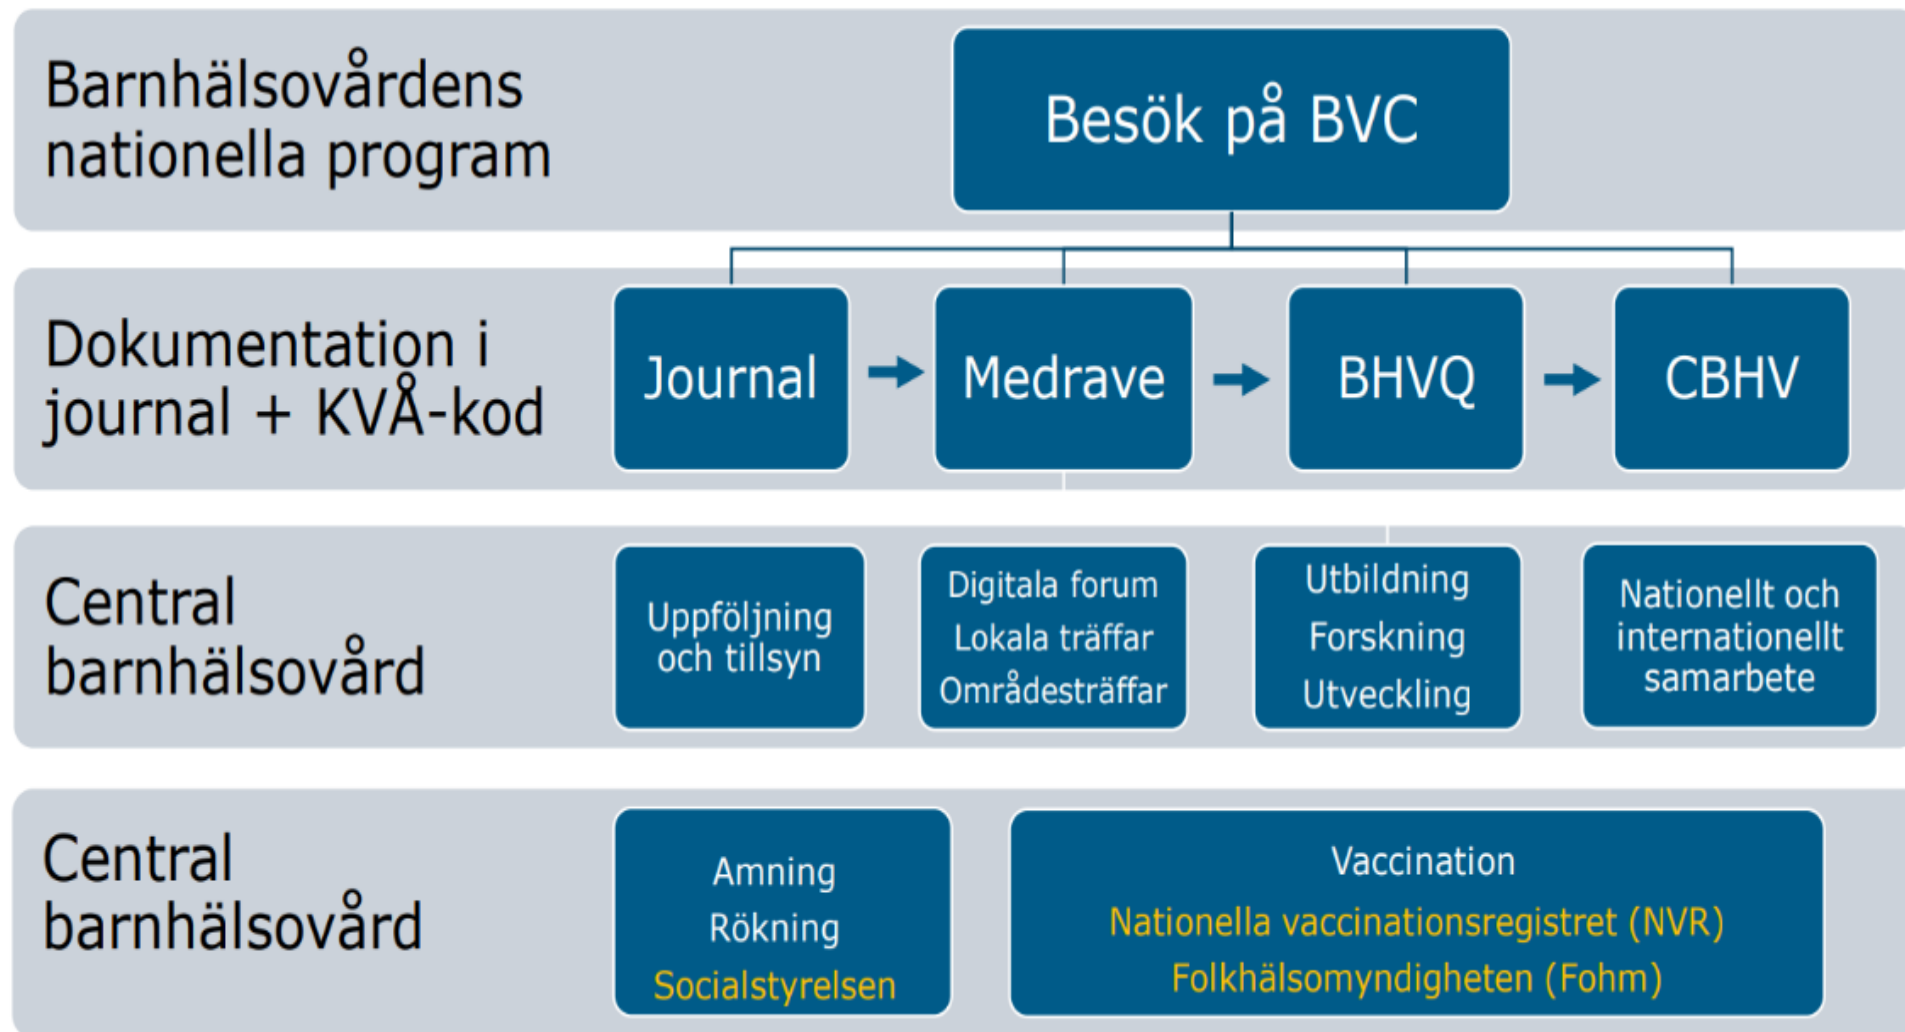 Barnhälsovårdens
nationella program
Besök på BVC
Dokumentation i
journal + KVÅ-kod
Journal
Medrave
BHVQ
CBHV
Central
barnhälsovård
Uppföljning
och tillsyn
Digitala forum
Lokala träffar
Områdesträffar
Utbildning
Forskning
Utveckling
Nationellt och
internationellt
samarbete
Central
barnhälsovård
Amning
Rökning
Socialstyrelsen
Vaccination
Nationella vaccinationsregistret (NVR)
Folkhälsomyndigheten (Fohm)